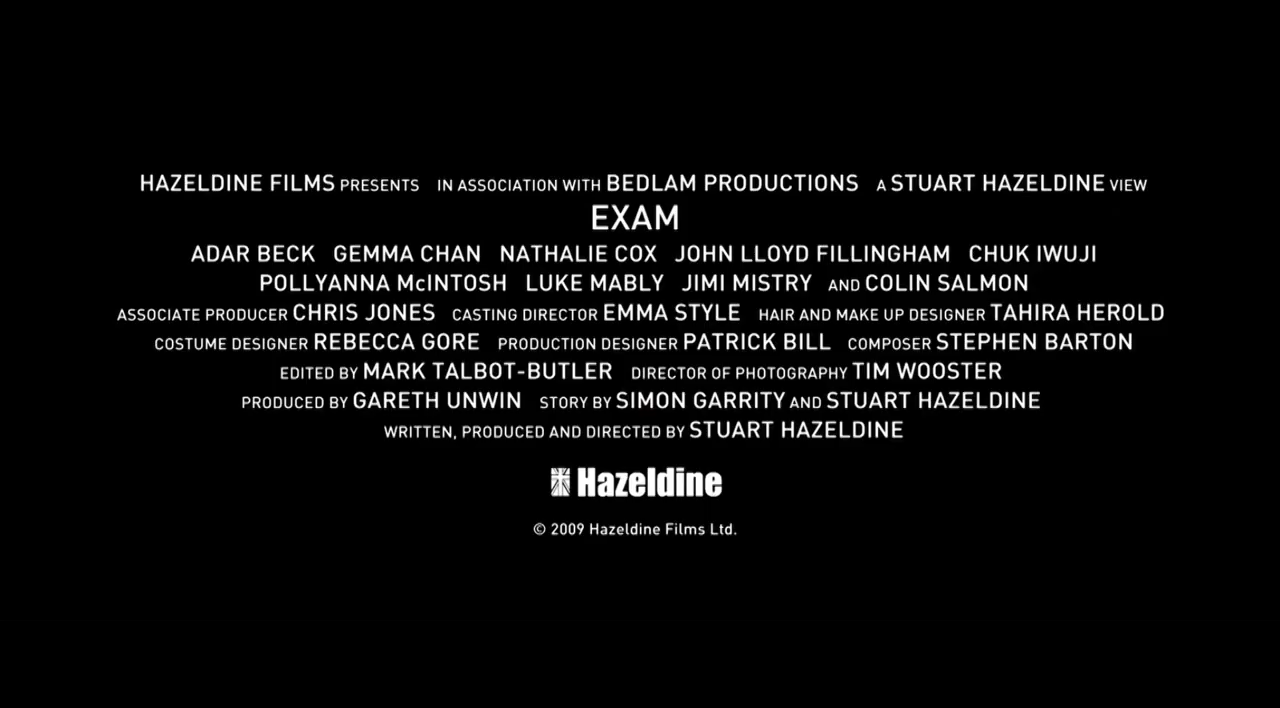 HAZELDINE FILMS PRESENTS IN ASSOCIATION WITH BEDLAM PRODUCTIONS A STUART HAZELDINE VIEW
EXAM
ADAR BECK GEMMA CHAN NATHALIE COX JOHN LLOYD FILLINGHAM CHUK IWUJI
POLLYANNA McINTOSH LUKE MABLY JIMI MISTRY AND COLIN SALMON
ASSOCIATE PRODUCER CHRIS JONES CASTING DIRECTOR EMMA STYLE HAIR AND MAKE UP DESIGNER TAHIRA HEROLD
COSTUME DESIGNER REBECCA GORE PRODUCTION DESIGNER PATRICK BILL COMPOSER STEPHEN BARTON
EDITED BY MARK TALBOT-BUTLER DIRECTOR OF PHOTOGRAPHY TIM WOOSTER
PRODUCED BY GARETH UNWIN STORY BY SIMON GARRITY AND STUART HAZELDINE
WRITTEN, PRODUCED AND DIRECTED BY STUART HAZELDINE
Hazeldine
© 2009 Hazeldine Films Ltd.